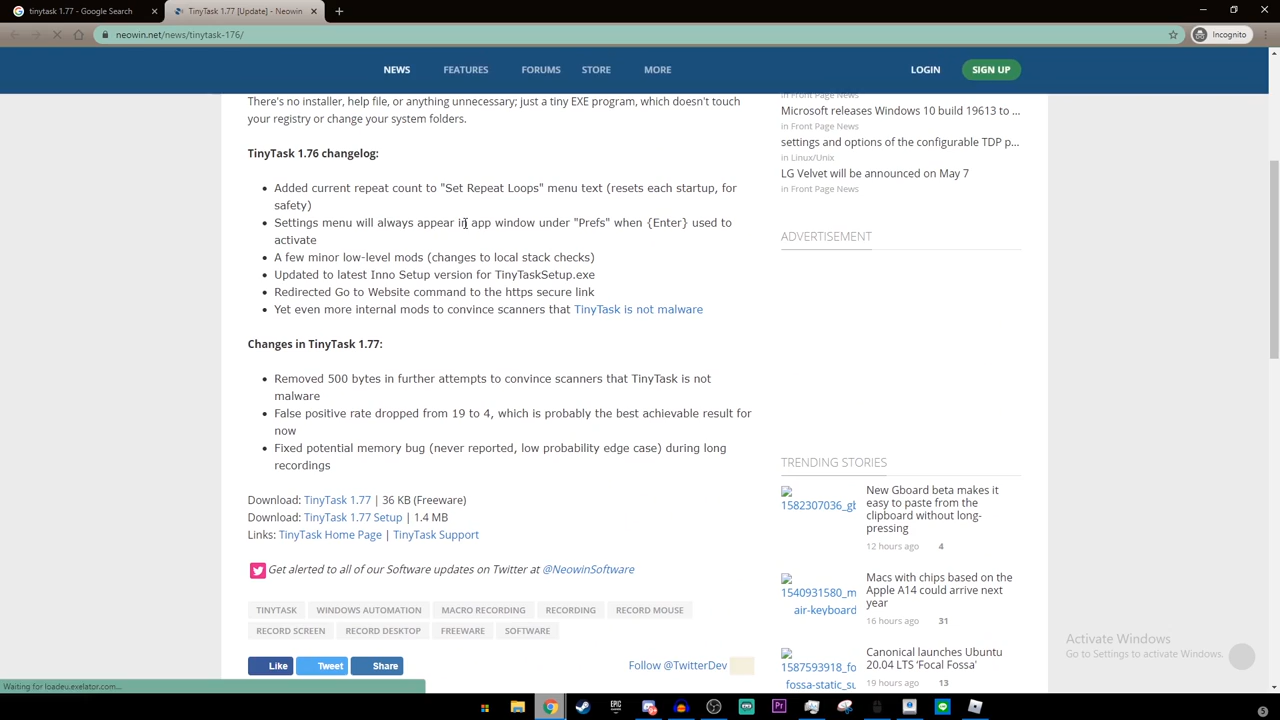 tinytask 1.77 - Google Search
TinyTask 1.77 [Update] - Neowin
neowin.net/news/tinytask-176/
Incognito
NEWS
FEATURES
FORUMS
STORE
MORE
LOGIN
SIGN UP
There's no installer, help file, or anything unnecessary; just a tiny EXE program, which doesn't touch
your registry or change your system folders.
TinyTask 1.76 changelog:
Added current repeat count to "Set Repeat Loops" menu text (resets each startup, for
safety)
Settings menu will always appear in app window under "Prefs" when {Enter} used to
activate
A few minor low-level mods (changes to local stack checks)
Updated to latest Inno Setup version for TinyTaskSetup.exe
Redirected Go to Website command to the https secure link
Yet even more internal mods to convince scanners that TinyTask is not malware
Changes in TinyTask 1.77:
Removed 500 bytes in further attempts to convince scanners that TinyTask is not
malware
False positive rate dropped from 19 to 4, which is probably the best achievable result for
now
Fixed potential memory bug (never reported, low probability edge case) during long
recordings
Download: TinyTask 1.77 | 36 KB (Freeware)
Download: TinyTask 1.77 Setup | 1.4 MB
Links: TinyTask Home Page | TinyTask Support
Get alerted to all of our Software updates on Twitter at @NeowinSoftware
TINYTASK
WINDOWS AUTOMATION
MACRO RECORDING
RECORDING
RECORD MOUSE
RECORD SCREEN
RECORD DESKTOP
FREEWARE
SOFTWARE
Like
Tweet
Share
Follow @TwitterDev
in Front Page News
Microsoft releases Windows 10 build 19613 to ...
in Front Page News
settings and options of the configurable TDP p...
in Linux/Unix
LG Velvet will be announced on May 7
in Front Page News
ADVERTISEMENT
TRENDING STORIES
1582307036_gb
New Gboard beta makes it
easy to paste from the
clipboard without long-
pressing
12 hours ago 4
1540931580_m
air-keyboard
Macs with chips based on the
Apple A14 could arrive next
year
16 hours ago 31
1587593918_fo
fossa-static_su
Canonical launches Ubuntu
20.04 LTS 'Focal Fossa'
19 hours ago 13
Activate Windows
Go to Settings to activate Windows.
Waiting for loadeu.exelator.com...
EPIC
Pr